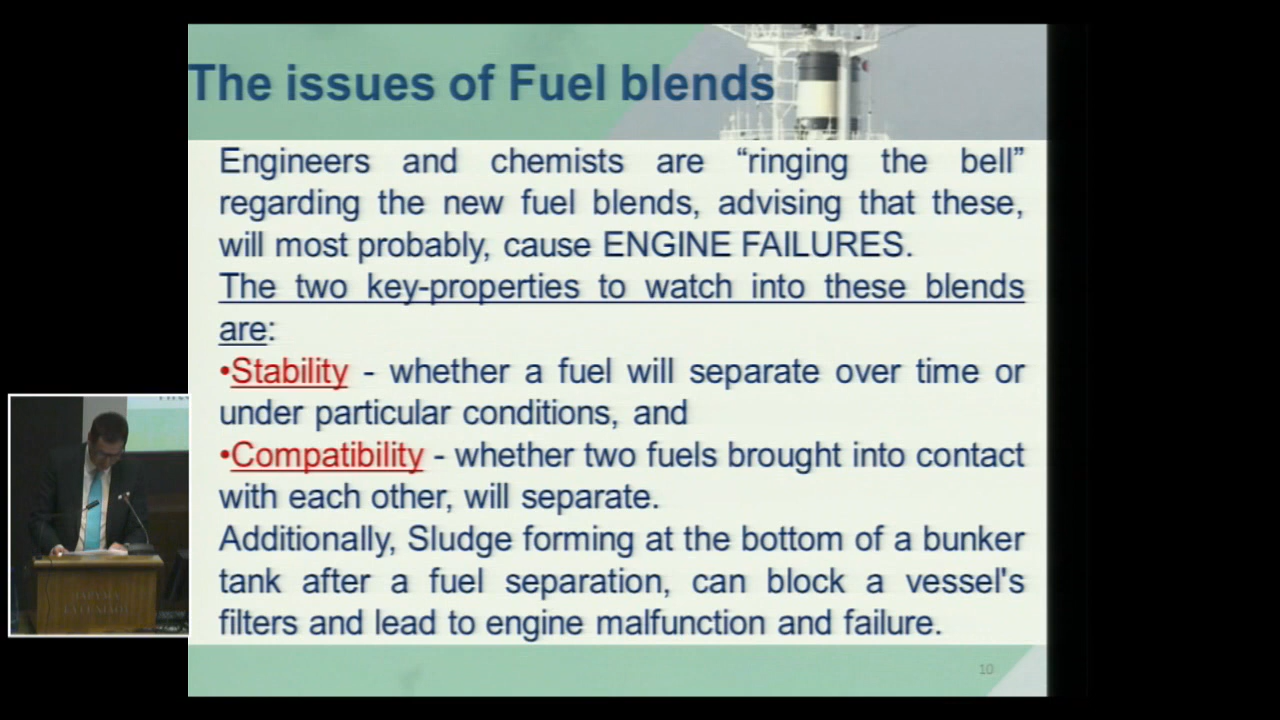 The issues of Fuel blends
Engineers and chemists are “ringing the bell”
regarding the new fuel blends, advising that these,
will most probably, cause ENGINE FAILURES.
The two key-properties to watch into these blends
are:
•Stability - whether a fuel will separate over time or
under particular conditions, and
•Compatibility - whether two fuels brought into contact
with each other, will separate.
Additionally, Sludge forming at the bottom of a bunker
tank after a fuel separation, can block a vessel's
filters and lead to engine malfunction and failure.
10